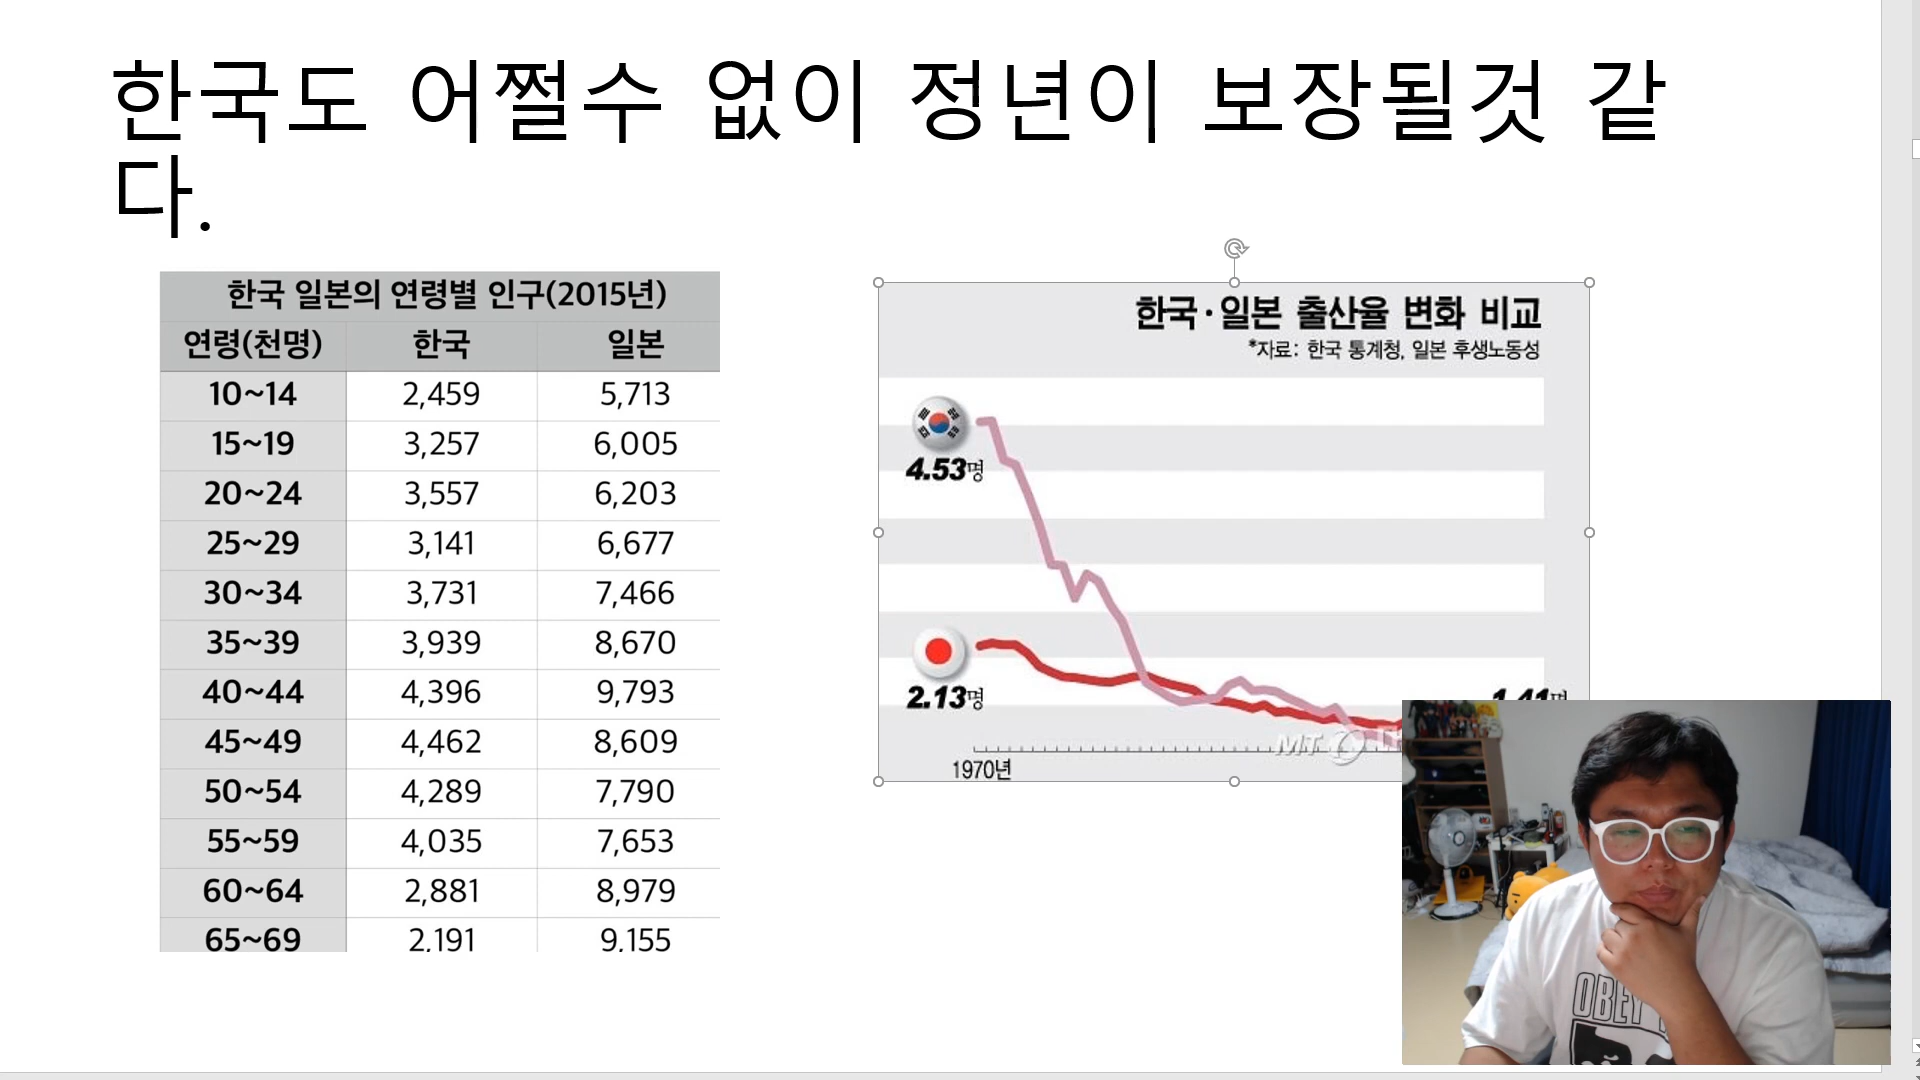 한국도 어쩔수 없이 정년이 보장될것 같
다.
한국 일본의 연령별 인구(2015년)
연령(천명) 한국 일본
10~14 2,459 5,713
15~19 3,257 6,005
20~24 3,557 6,203
25~29 3,141 6,677
30~34 3,731 7,466
35~39 3,939 8,670
40~44 4,396 9,793
45~49 4,462 8,609
50~54 4,289 7,790
55~59 4,035 7,653
60~64 2,881 8,979
65~69 2,191 9,155
한국·일본 출산율 변화 비교
*자료: 한국 통계청, 일본 후생노동성
4.53명
2.13명
1.41명
MT
1970년
OBEY